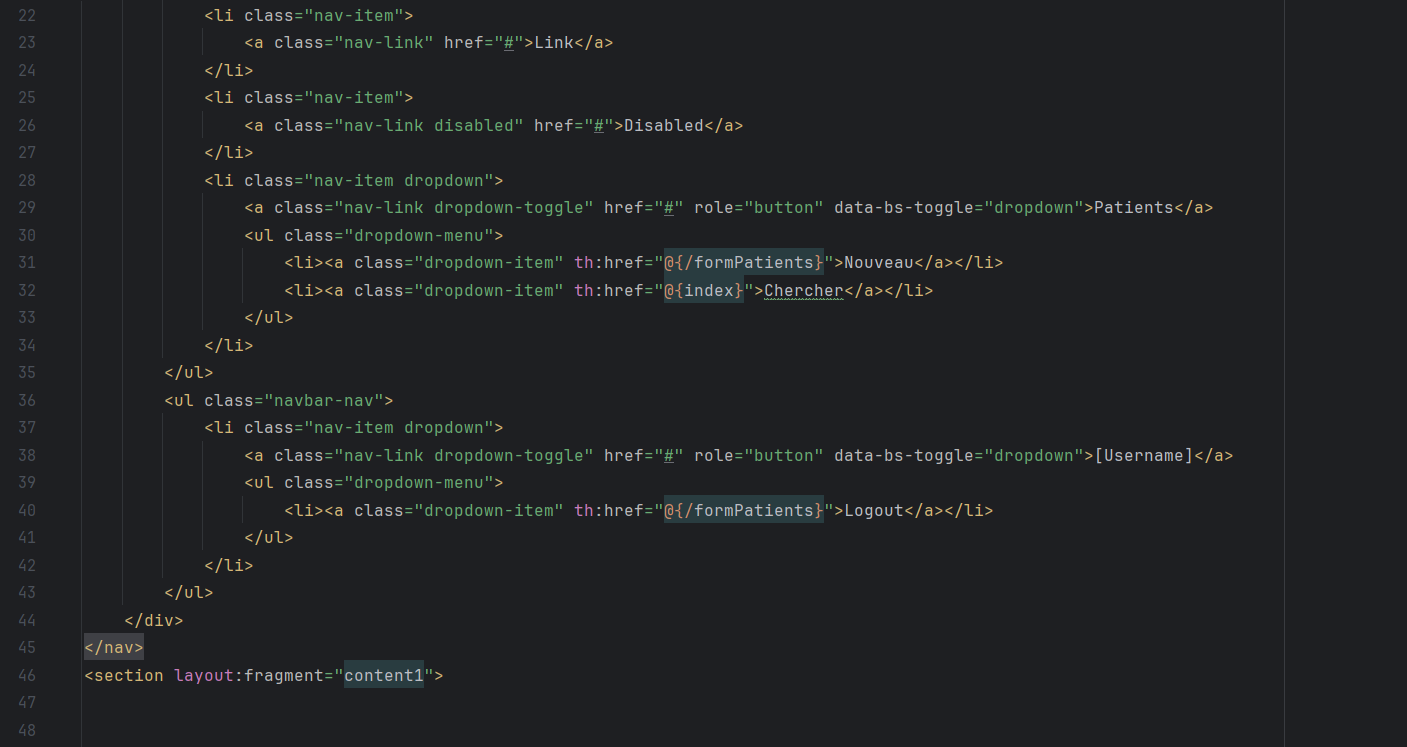 22 <li class="nav-item">
23 <a class="nav-link" href="#">Link</a>
24 </li>
25 <li class="nav-item">
26 <a class="nav-link disabled" href="#">Disabled</a>
27 </li>
28 <li class="nav-item dropdown">
29 <a class="nav-link dropdown-toggle" href="#" role="button" data-bs-toggle="dropdown">Patients</a>
30 <ul class="dropdown-menu">
31 <li><a class="dropdown-item" th:href="@{/formPatients}">Nouveau</a></li>
32 <li><a class="dropdown-item" th:href="@{index}">Chercher</a></li>
33 </ul>
34 </li>
35 </ul>
36 <ul class="navbar-nav">
37 <li class="nav-item dropdown">
38 <a class="nav-link dropdown-toggle" href="#" role="button" data-bs-toggle="dropdown">[Username]</a>
39 <ul class="dropdown-menu">
40 <li><a class="dropdown-item" th:href="@{/formPatients}">Logout</a></li>
41 </ul>
42 </li>
43 </ul>
44 </div>
45 </nav>
46 <section layout:fragment="content1">
47
48